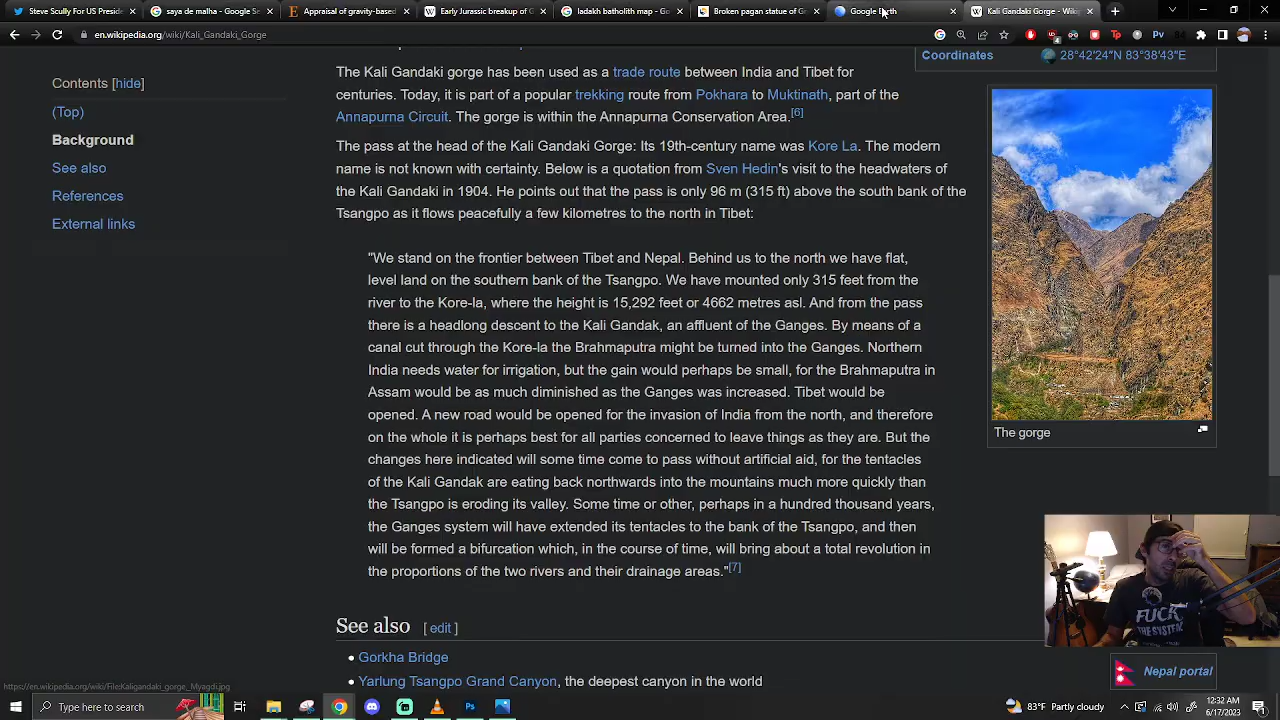 Steve Scully For US Presiden
saya de malha - Google Se
Appraisal of gravity-based
Early Jurassic breakup of G
ladakh batholith map - Go
Broken pagan statue of G
Google Earth
Kali Gandaki Gorge - Wikip
en.wikipedia.org/wiki/Kali_Gandaki_Gorge
Coordinates 28°42′24″N 83°38′43″E
Contents [hide]
(Top)
Background
See also
References
External links
The Kali Gandaki gorge has been used as a trade route between India and Tibet for
centuries. Today, it is part of a popular trekking route from Pokhara to Muktinath, part of the
Annapurna Circuit. The gorge is within the Annapurna Conservation Area.[6]
The pass at the head of the Kali Gandaki Gorge: Its 19th-century name was Kore La. The modern
name is not known with certainty. Below is a quotation from Sven Hedin's visit to the headwaters of
the Kali Gandaki in 1904. He points out that the pass is only 96 m (315 ft) above the south bank of the
Tsangpo as it flows peacefully a few kilometres to the north in Tibet:
"We stand on the frontier between Tibet and Nepal. Behind us to the north we have flat,
level land on the southern bank of the Tsangpo. We have mounted only 315 feet from the
river to the Kore-la, where the height is 15,292 feet or 4662 metres asl. And from the pass
there is a headlong descent to the Kali Gandak, an affluent of the Ganges. By means of a
canal cut through the Kore-la the Brahmaputra might be turned into the Ganges. Northern
India needs water for irrigation, but the gain would perhaps be small, for the Brahmaputra in
Assam would be as much diminished as the Ganges was increased. Tibet would be
opened. A new road would be opened for the invasion of India from the north, and therefore
on the whole it is perhaps best for all parties concerned to leave things as they are. But the
changes here indicated will some time come to pass without artificial aid, for the tentacles
of the Kali Gandak are eating back northwards into the mountains much more quickly than
the Tsangpo is eroding its valley. Some time or other, perhaps in a hundred thousand years,
the Ganges system will have extended its tentacles to the bank of the Tsangpo, and then
will be formed a bifurcation which, in the course of time, will bring about a total revolution in
the proportions of the two rivers and their drainage areas."[7]
The gorge
See also [ edit ]
Gorkha Bridge
Yarlung Tsangpo Grand Canyon, the deepest canyon in the world
Nepal portal
FUCK
THE SYSTEM
https://en.wikipedia.org/wiki/File:Kaligandaki_gorge_Myagdi.jpg
Type here to search
83°F Partly cloudy
12:32 AM
6/17/2023